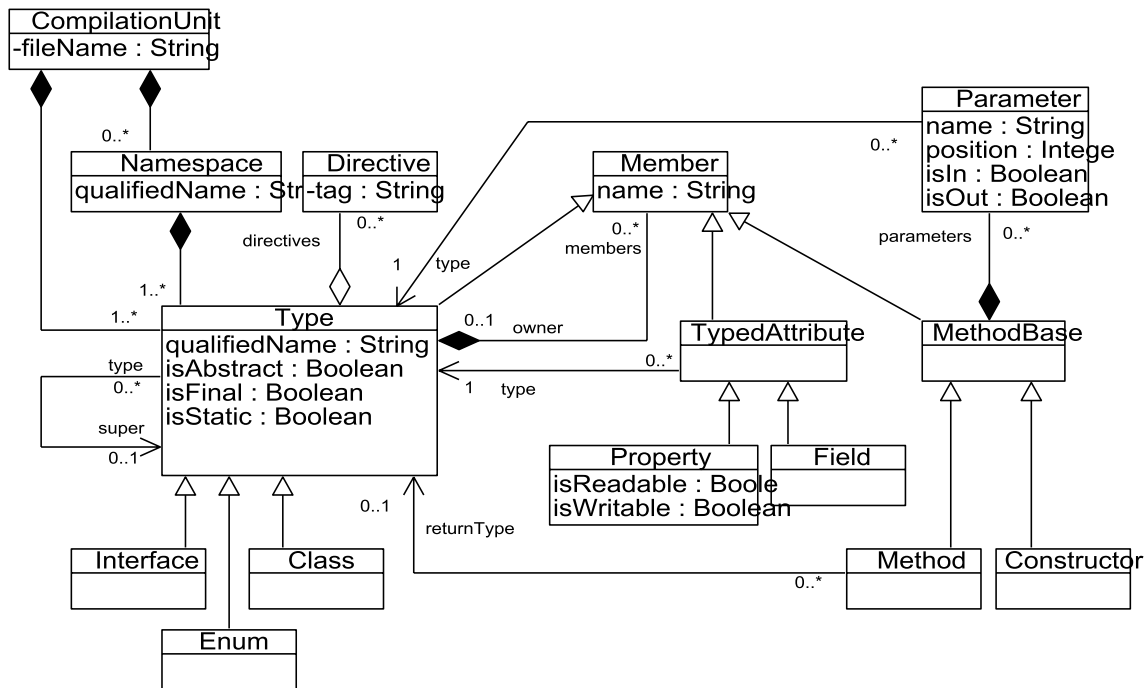 CompilationUnit
-fileName : String
0..*
Namespace
qualifiedName : Str
Directive
-tag : String
0..*
directives
Member
name : String
0..*
members
Parameter
name : String
position : Intege
isIn : Boolean
isOut : Boolean
0..*
parameters
0..*
1
type
1..*
1..*
Type
qualifiedName : String
isAbstract : Boolean
isFinal : Boolean
isStatic : Boolean
0..1
owner
type
0..*
super
0..1
TypedAttribute
0..*
1
type
MethodBase
Property
isReadable : Boole
isWritable : Boolean
Field
0..1
returnType
Interface
Class
Method
0..*
Constructor
Enum